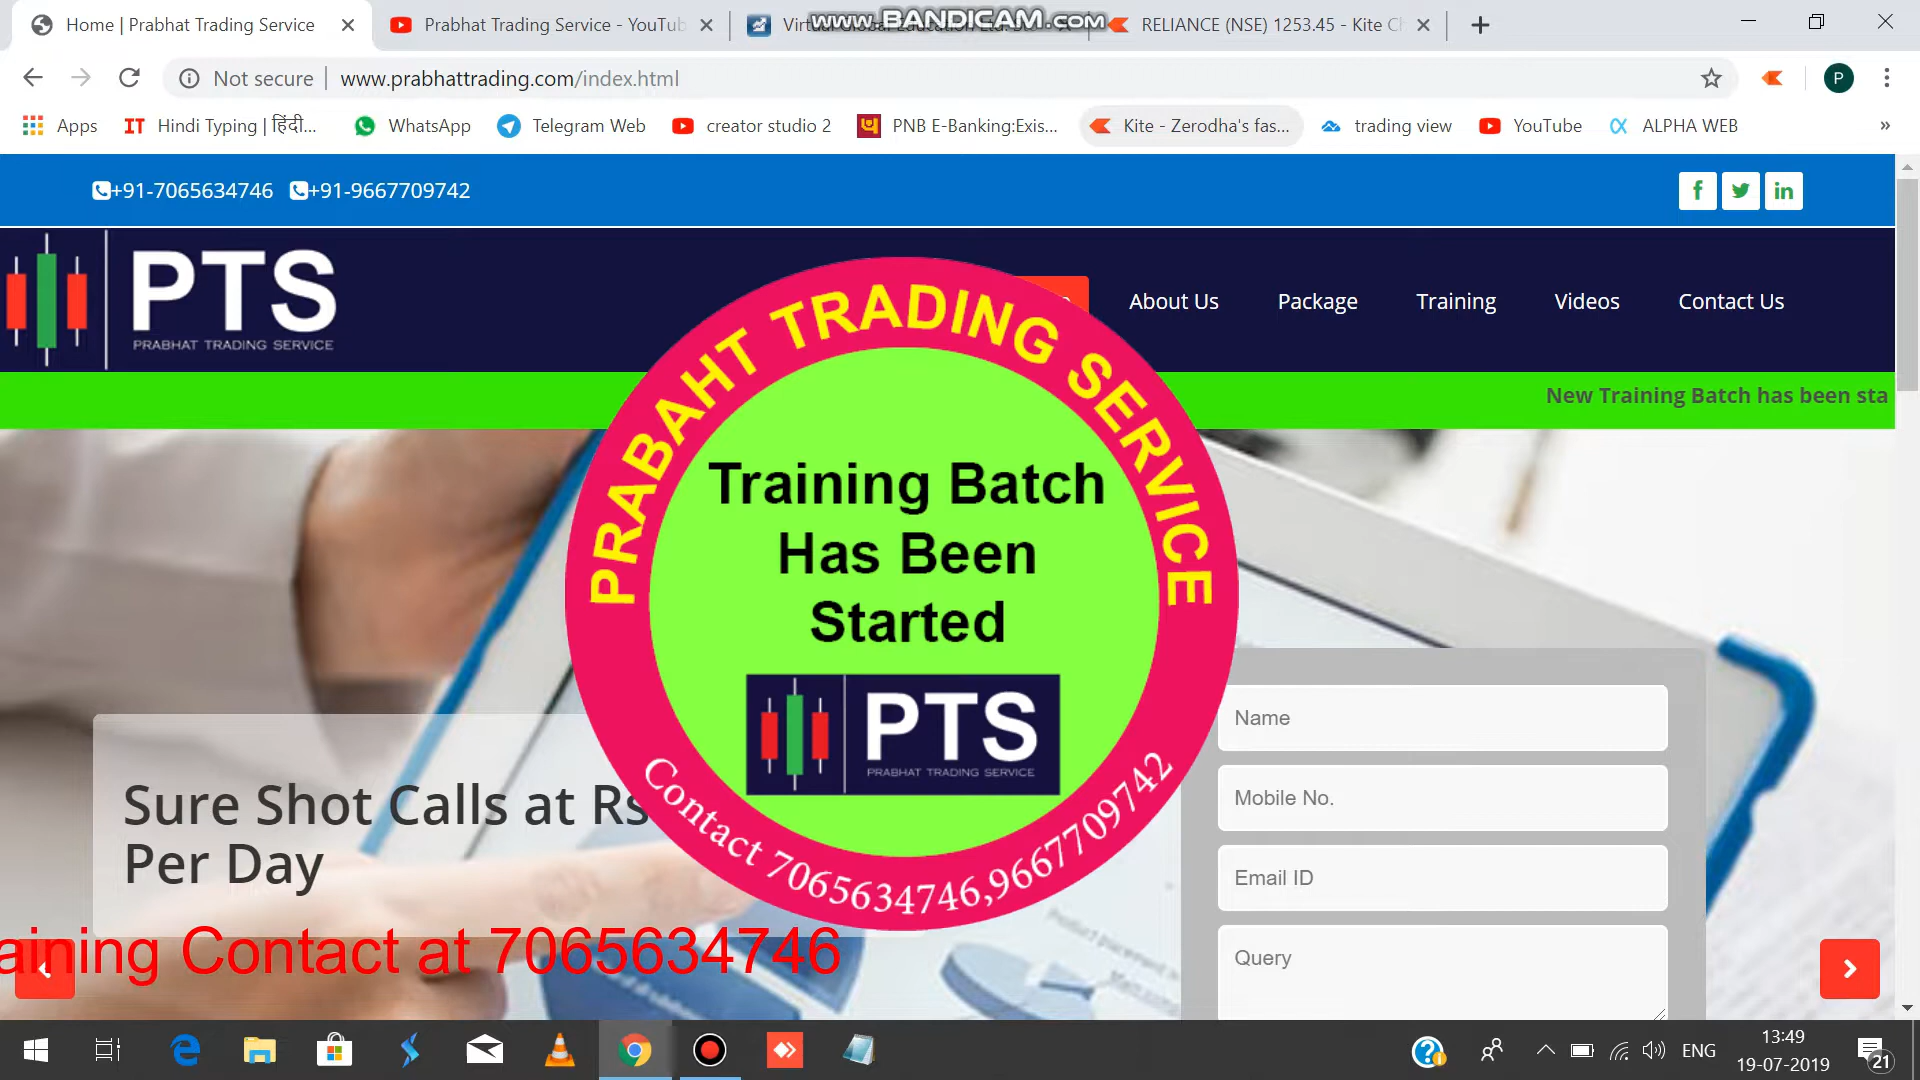 Home | Prabhat Trading Service
Prabhat Trading Service - YouTub
www.BANDICAM.com
RELIANCE (NSE) 1253.45 - Kite Ch
Not secure
www.prabhattrading.com/index.html
P
Apps
IT Hindi Typing | हिंदी...
WhatsApp
Telegram Web
creator studio 2
PNB E-Banking:Exis...
Kite - Zerodha's fas...
trading view
YouTube
ALPHA WEB
»
+91-7065634746 +91-9667709742
PTS
PRABHAT TRADING SERVICE
About Us
Package
Training
Videos
Contact Us
New Training Batch has been sta
PRABAHT TRADING SERVICE
Training Batch
Has Been
Started
PTS
PRABHAT TRADING SERVICE
Contact 7065634746,9667709742
Sure Shot Calls at Rs
Per Day
Name
Mobile No.
Email ID
Query
aining Contact at 7065634746
ENG
13:49
19-07-2019
21